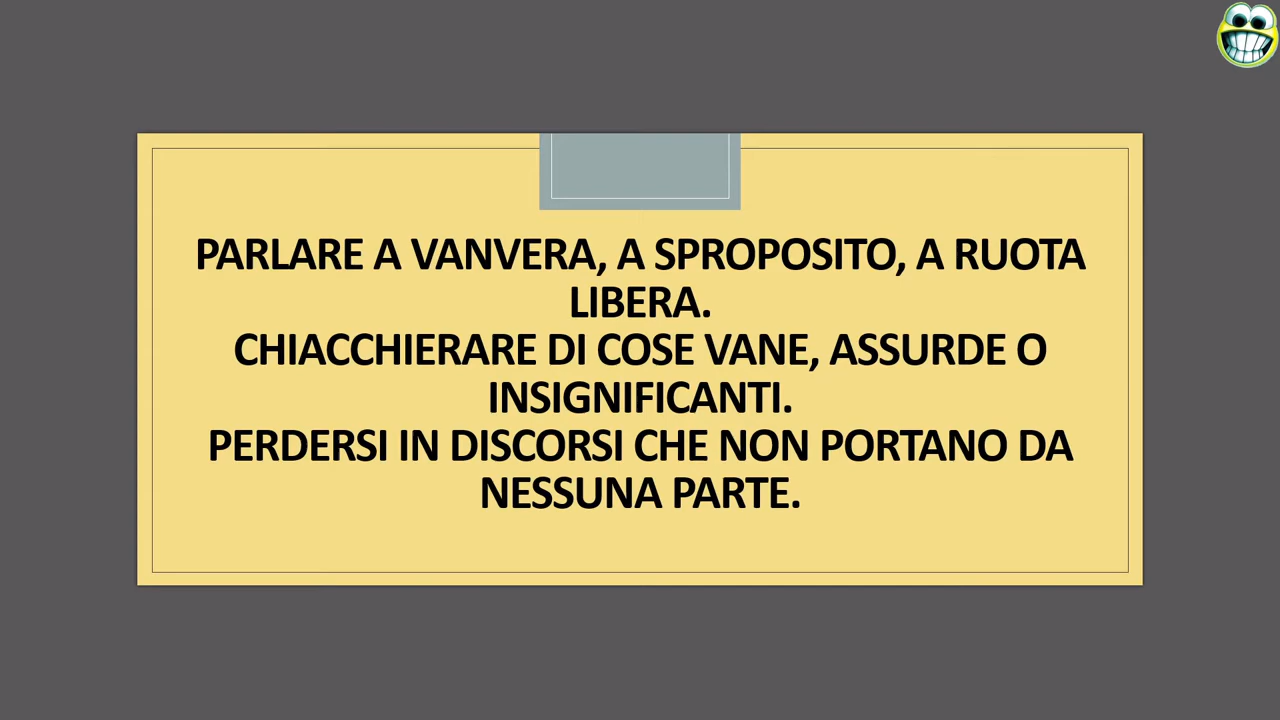 PARLARE A VANVERA, A SPROPOSITO, A RUOTA
LIBERA.
CHIACCHIERARE DI COSE VANE, ASSURDE O
INSIGNIFICANTI.
PERDERSI IN DISCORSI CHE NON PORTANO DA
NESSUNA PARTE.